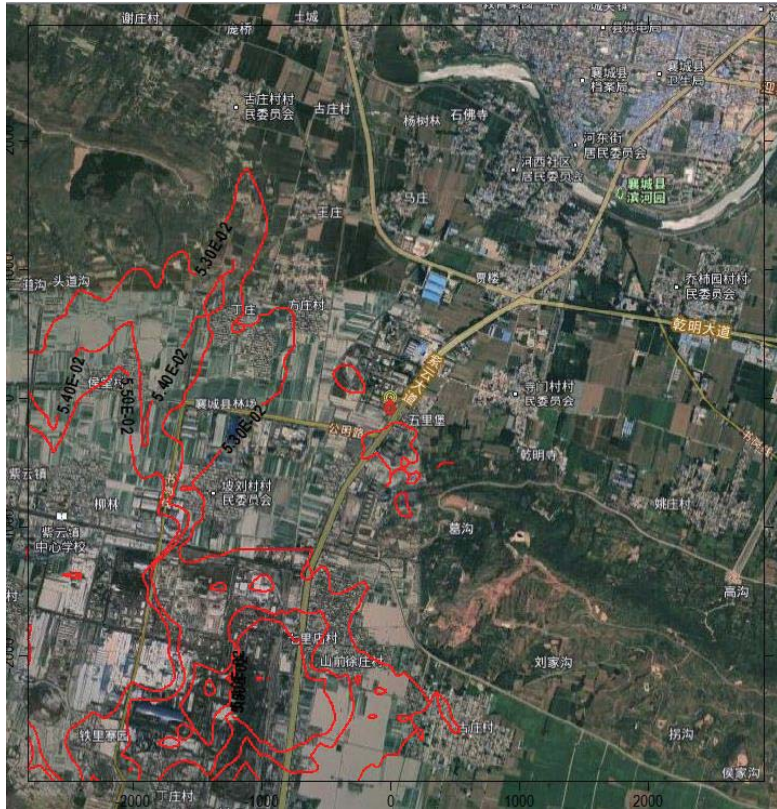 谢庄村
庞桥
土城
县供电局
襄城县
档案局
襄城县
卫生局
古庄村村
民委员会
古庄村
杨树林
石佛寺
河东街
居民委员会
河西社区
居民委员会
襄城县
滨河园
马庄
王庄
5.30E-02
头道沟
贾楼
乔柿园村村
民委员会
丁庄
方庄村
乾明大道
5.40E-02
5.40E-02
侯堂村
5.50E-02
襄城县林场
5.30E-02
公明路
五里堡
寺门村村
民委员会
乾明寺
紫云镇
坡刘村村
民委员会
柳林
姚庄村
紫云镇
中心学校
墓沟
高沟
七里店村
山前徐庄村
刘家沟
铁里寨园
古庄村
拐沟
侯家沟
丁庄村
2000
1000
0
1000
2000